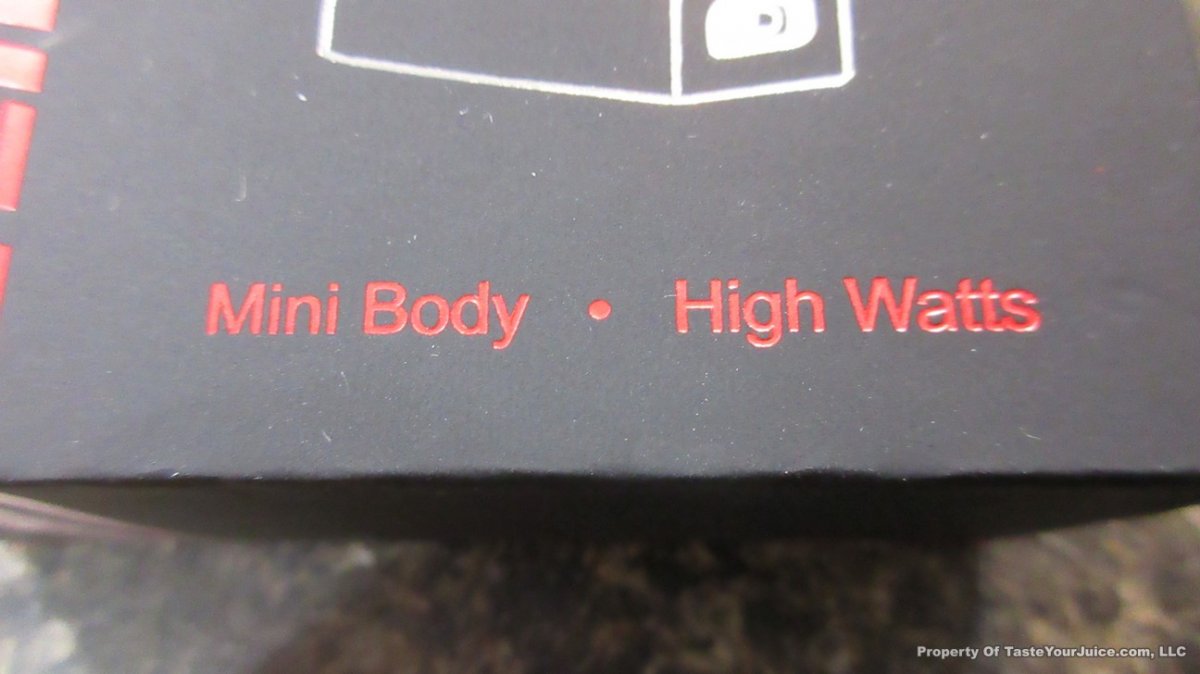 Mini Body • High Watts
Property Of TasteYourJuice.com, LLC